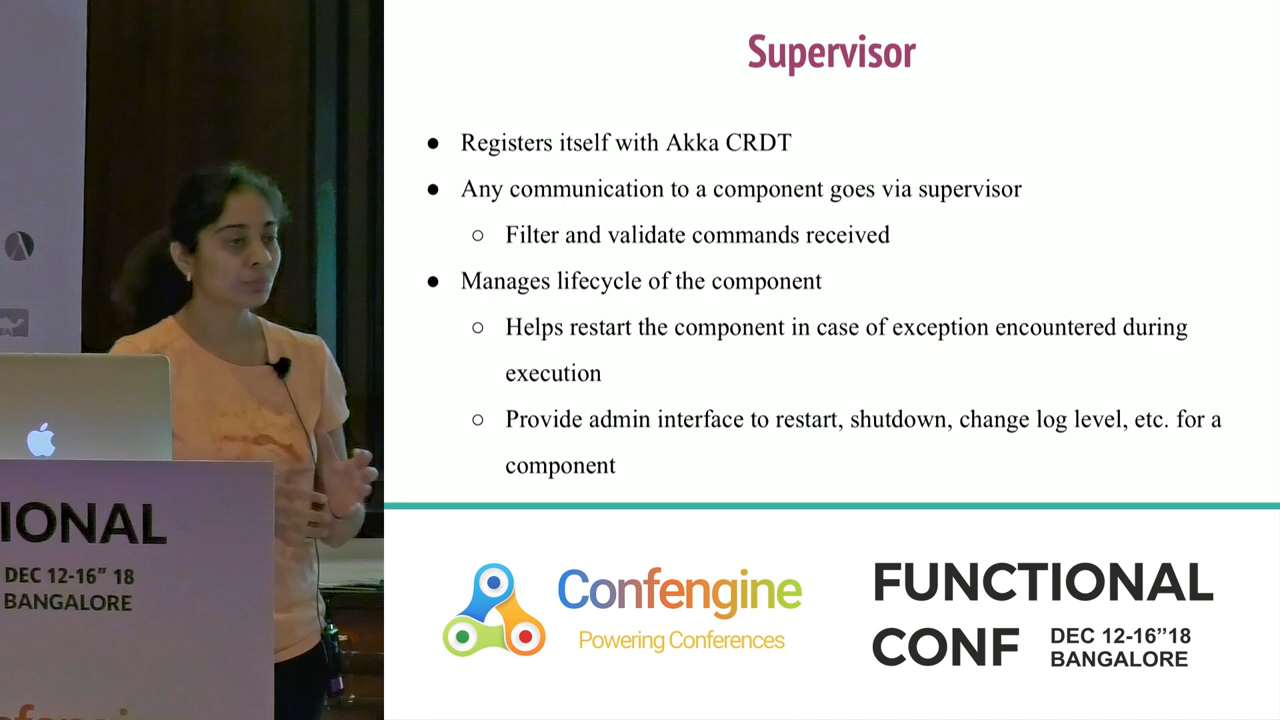 Supervisor
● Registers itself with Akka CRDT
● Any communication to a component goes via supervisor
○ Filter and validate commands received
● Manages lifecycle of the component
○ Helps restart the component in case of exception encountered during
execution
○ Provide admin interface to restart, shutdown, change log level, etc. for a
component
IONAL
DEC 12-16” 18
BANGALORE
Confengine
Powering Conferences
FUNCTIONAL
CONF
DEC 12-16”18
BANGALORE